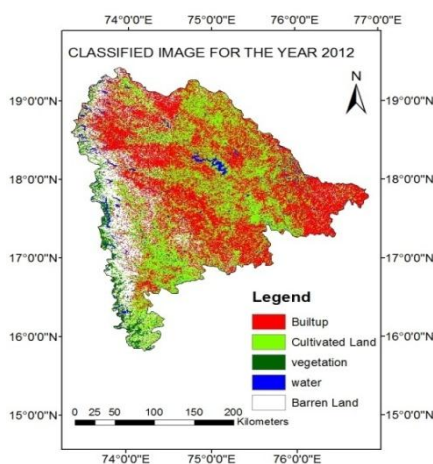 74°0'0"E 75°0'0"E 76°0'0"E 77°0'0"E
CLASSIFIED IMAGE FOR THE YEAR 2012
N
19°0'0"N 19°0'0"N
18°0'0"N 18°0'0"N
17°0'0"N 17°0'0"N
16°0'0"N 16°0'0"N
15°0'0"N 15°0'0"N
Legend
Builtup
Cultivated Land
vegetation
water
Barren Land
0 25 50 100 150 200
Kilometers
74°0'0"E 75°0'0"E 76°0'0"E